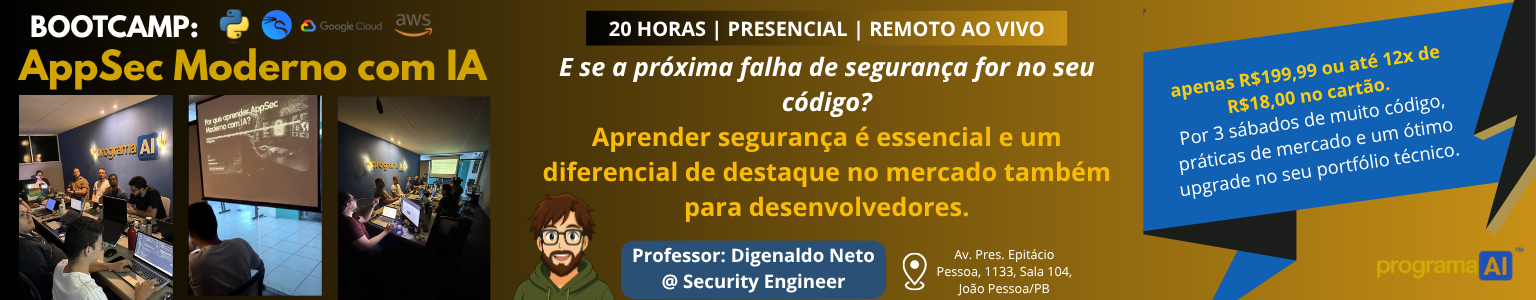 BOOTCAMP:
Google Cloud
aws
AppSec Moderno com IA
programa AI
Por que aprender AppSec
Moderno com IA?
programa AI
20 HORAS | PRESENCIAL | REMOTO AO VIVO
E se a próxima falha de segurança for no seu
código?
Aprender segurança é essencial e um
diferencial de destaque no mercado também
para desenvolvedores.
Professor: Digenaldo Neto
@ Security Engineer
Av. Pres. Epitácio
Pessoa, 1133, Sala 104,
João Pessoa/PB
apenas R$199,99 ou até 12x de
R$18,00 no cartão.
Por 3 sábados de muito código,
práticas de mercado e um ótimo
upgrade no seu portfólio técnico.
programa AI ™